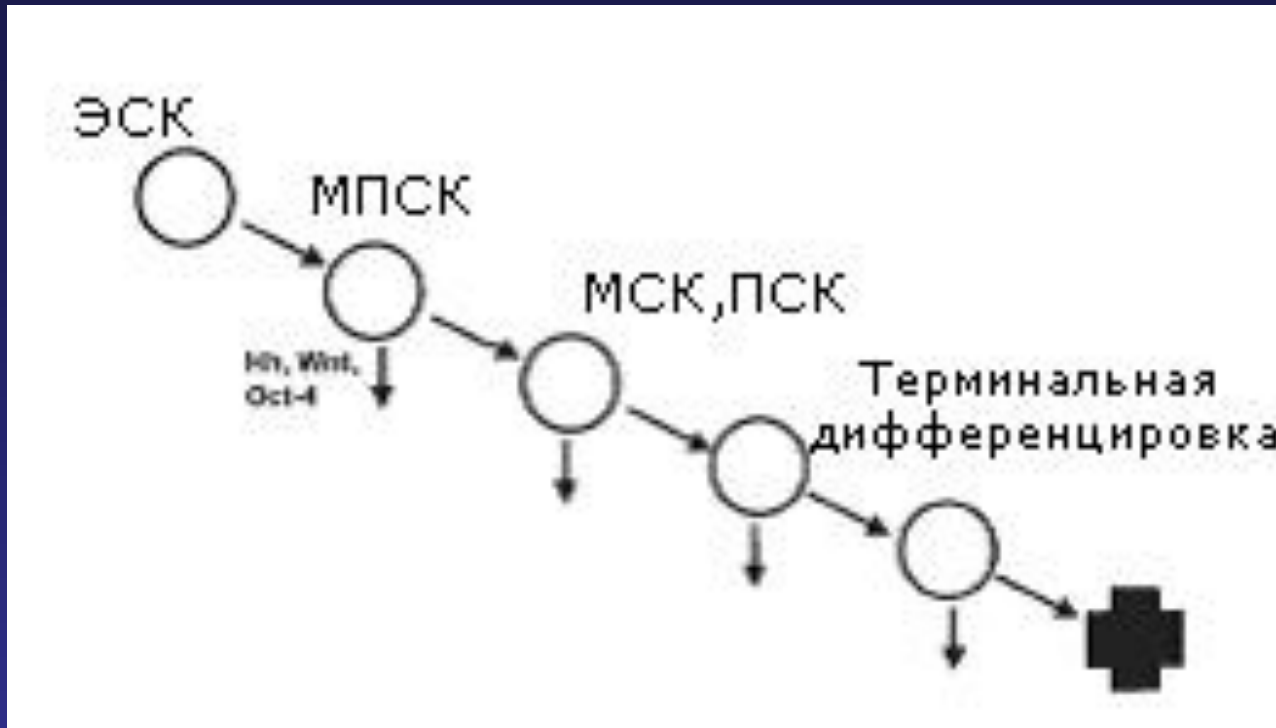 ЭСК
МПСК
МСК,ПСК
Hh, Wnt,
Oct-4
Терминальная
дифференцировка